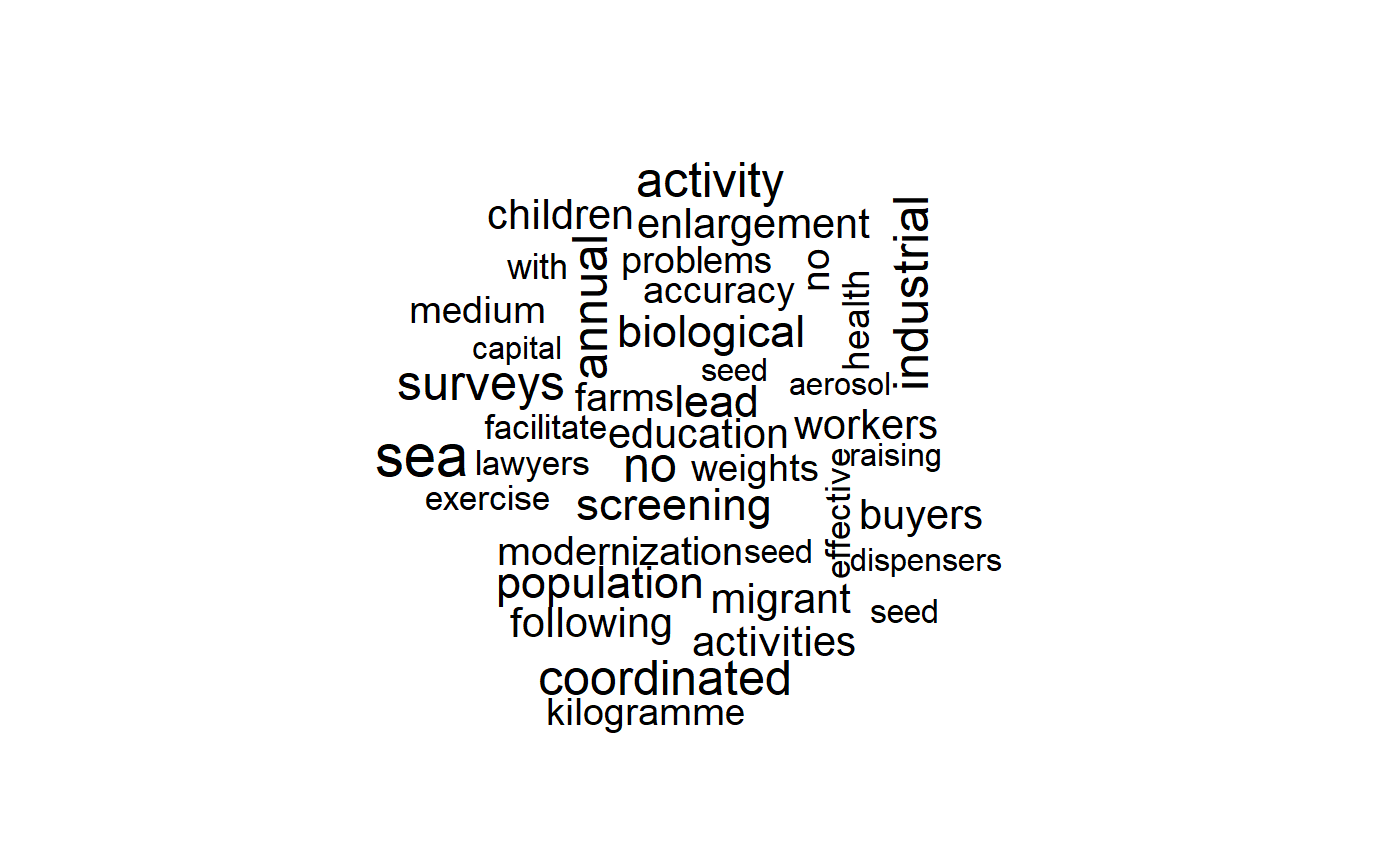 activity
children
enlargement
industrial
annual
with
problems
no
accuracy
health
medium
biological
capital
seed
surveys
aerosol
farms
lead
facilitate
education
workers
sea
lawyers
no
weights
effective
raising
exercise
screening
buyers
modernization
seed
dispensers
population
migrant
seed
following
activities
coordinated
kilogramme